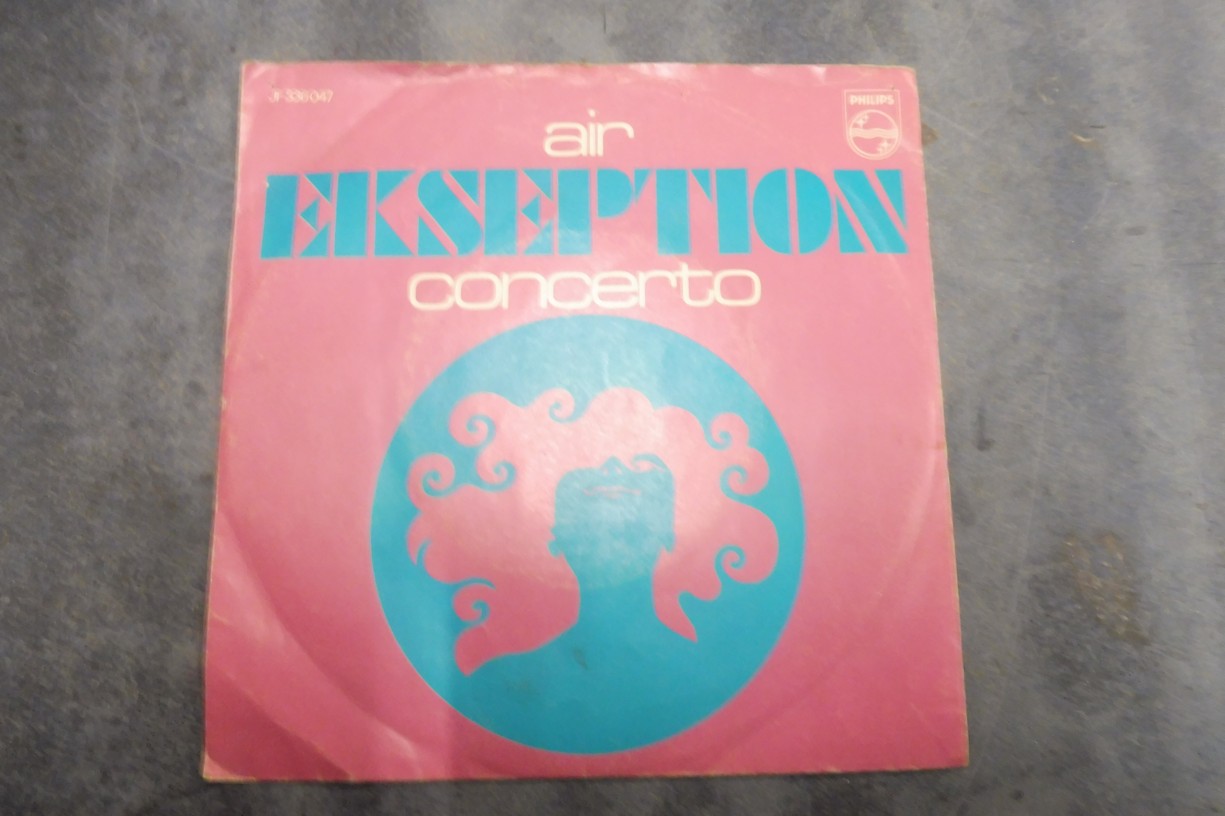 JF-336047
PHILIPS
air
EKSEPTION
concerto